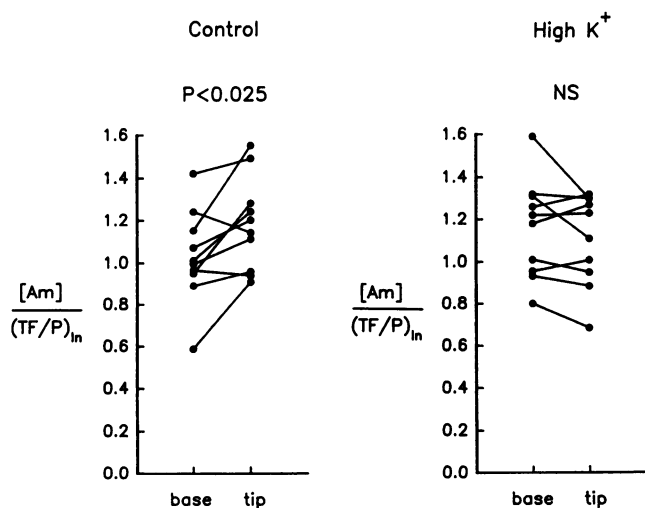 Control
P<0.025
[Am]
(TF/P)In
1.6
1.4
1.2
1.0
0.8
0.6
0.4
0.2
0.0
base tip
High K+
NS
[Am]
(TF/P)In
1.6
1.4
1.2
1.0
0.8
0.6
0.4
0.2
0.0
base tip